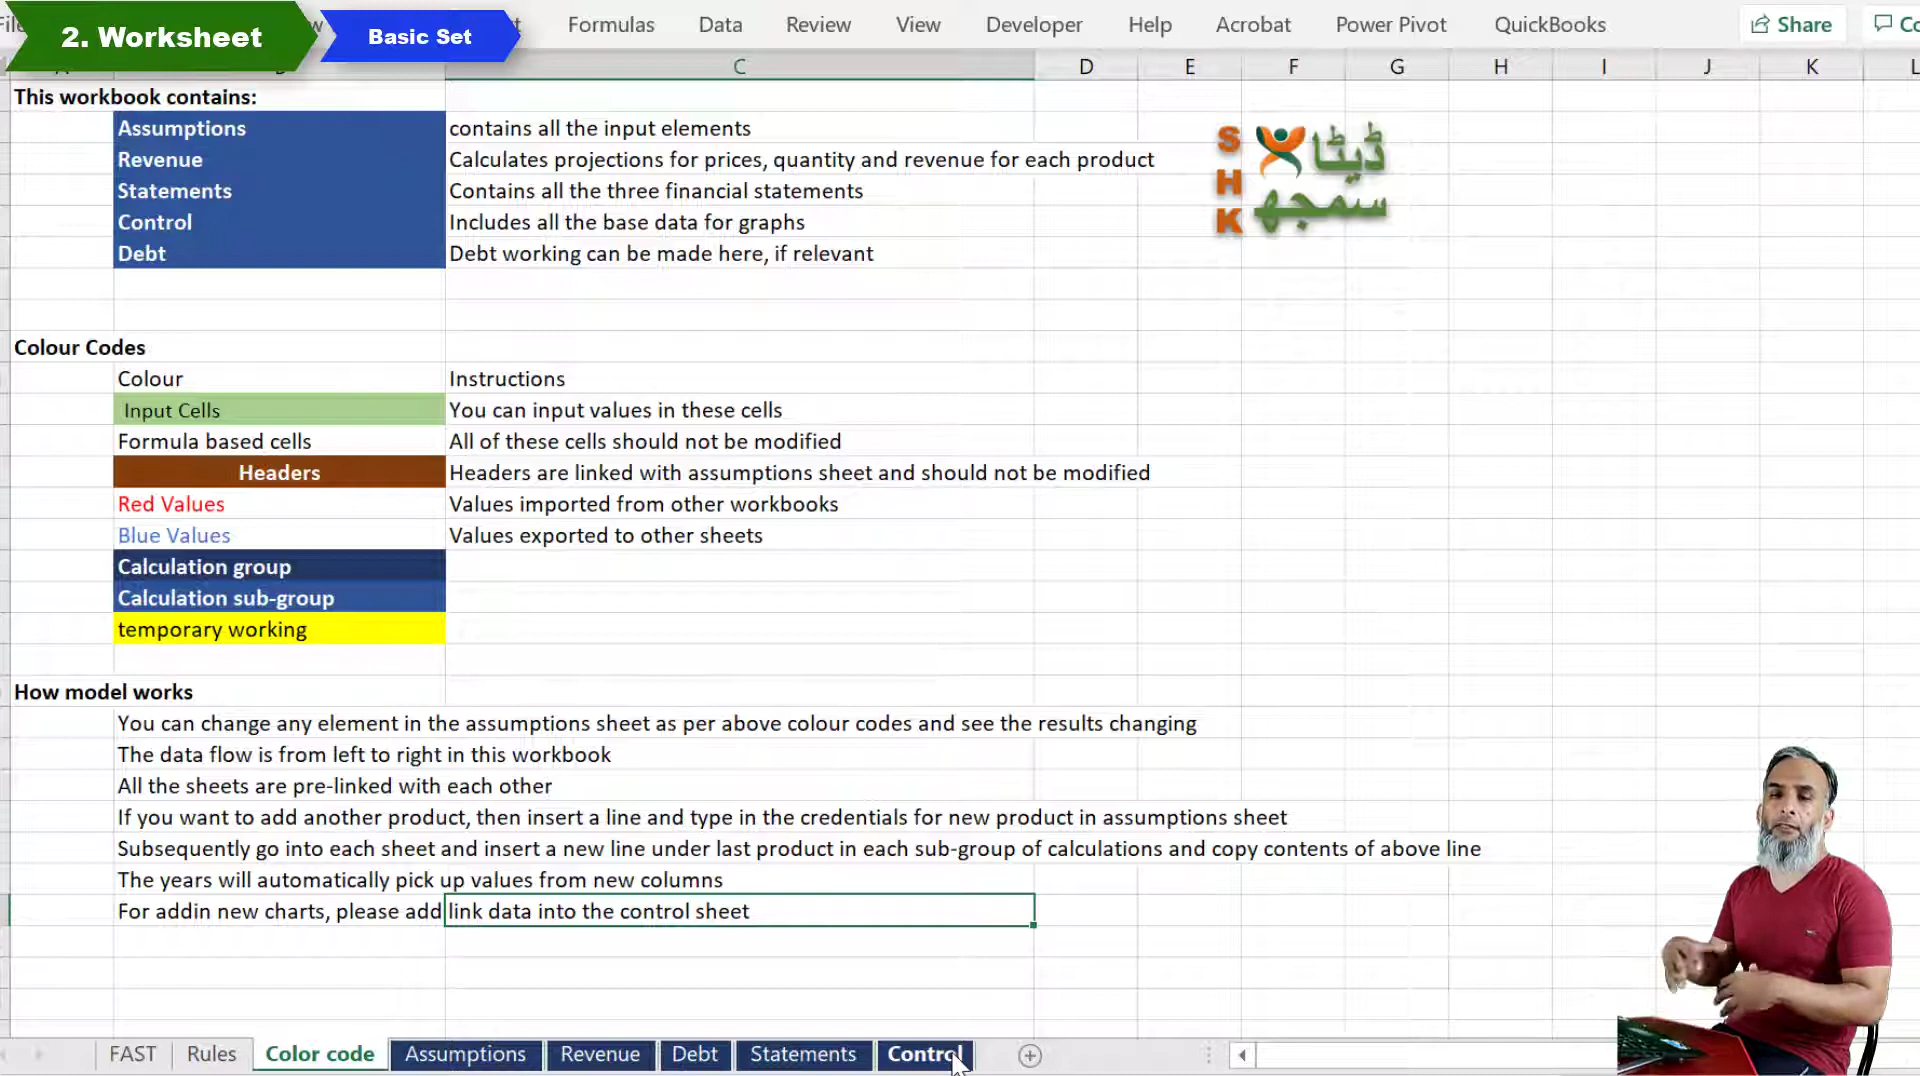 2. Worksheet
Basic Set
Formulas
Data
Review
View
Developer
Help
Acrobat
Power Pivot
QuickBooks
Share
Co
C
D
E
F
G
H
I
J
K
L
This workbook contains:
Assumptions contains all the input elements
Revenue Calculates projections for prices, quantity and revenue for each product
Statements Contains all the three financial statements
Control Includes all the base data for graphs
Debt Debt working can be made here, if relevant
SHK
ڈیٹا
سمجھ
Colour Codes
Colour Instructions
Input Cells You can input values in these cells
Formula based cells All of these cells should not be modified
Headers Headers are linked with assumptions sheet and should not be modified
Red Values Values imported from other workbooks
Blue Values Values exported to other sheets
Calculation group
Calculation sub-group
temporary working
How model works
You can change any element in the assumptions sheet as per above colour codes and see the results changing
The data flow is from left to right in this workbook
All the sheets are pre-linked with each other
If you want to add another product, then insert a line and type in the credentials for new product in assumptions sheet
Subsequently go into each sheet and insert a new line under last product in each sub-group of calculations and copy contents of above line
The years will automatically pick up values from new columns
For addin new charts, please add link data into the control sheet
FAST
Rules
Color code
Assumptions
Revenue
Debt
Statements
Control